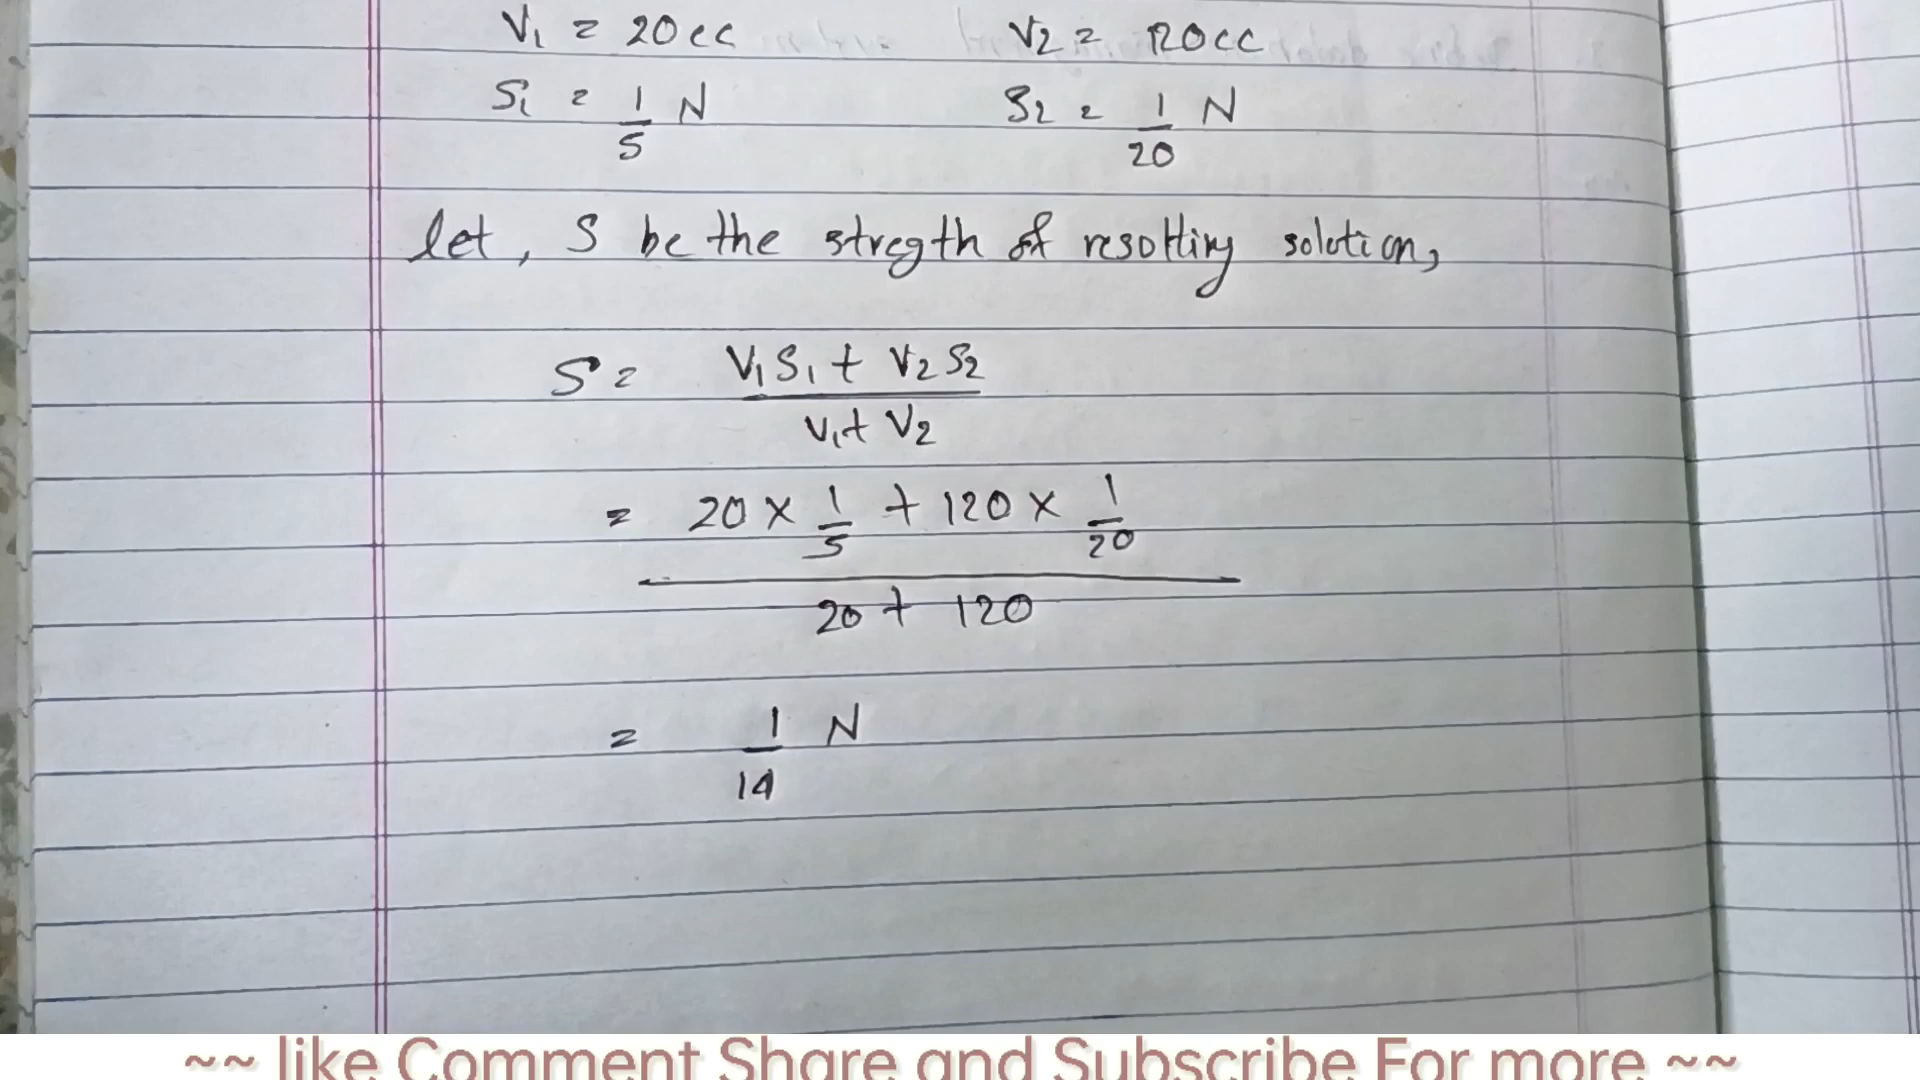 V1 = 20cc V2 = 120cc
S1 = 1/5 N S2 = 1/20 N
let, S be the stregth of resulting solution,
S = V1S1 + V2S2 / V1 + V2
= 20 × 1/5 + 120 × 1/20 / 20 + 120
= 1/14 N
~~ like Comment Share and Subscribe For more ~~